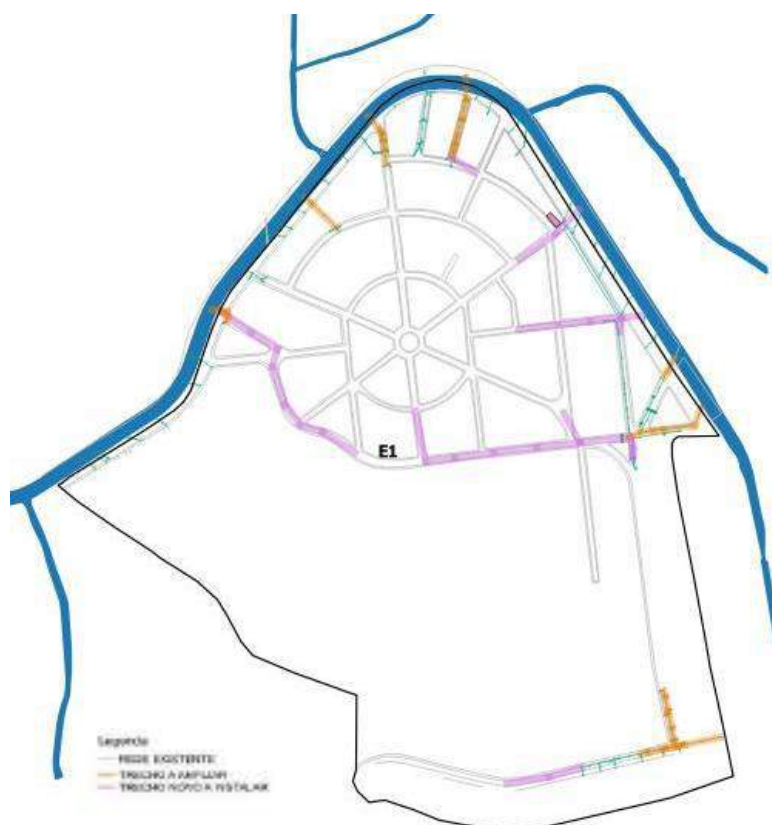 E1
Legenda
REDE EXISTENTE
TRECHO A AMPLIAR
TRECHO NOVO A INSTALAR